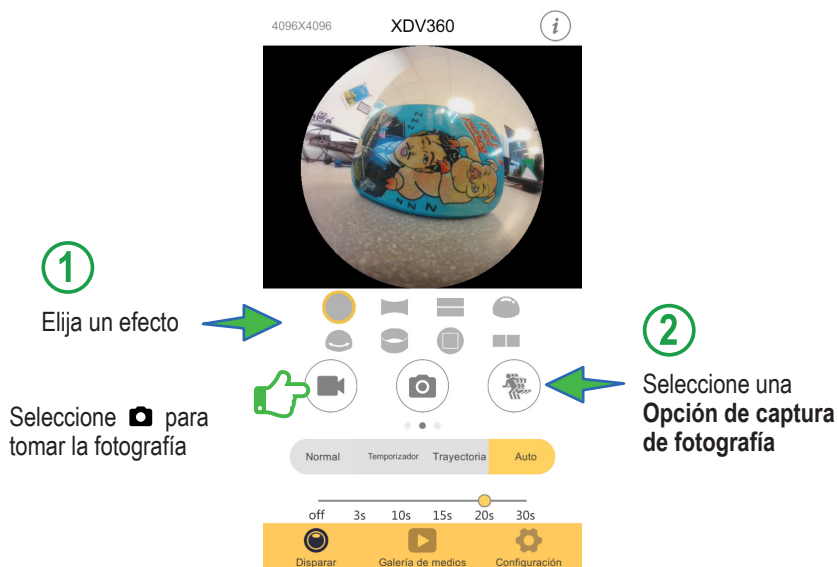 4096X4096
XDV360
i
z z z
z z N
1
Elija un efecto
2
Seleccione una
Opción de captura
de fotografía
Seleccione para
tomar la fotografía
Normal Temporizador Trayectoria Auto
off 3s 10s 15s 20s 30s
Disparar Galería de medios Configuración